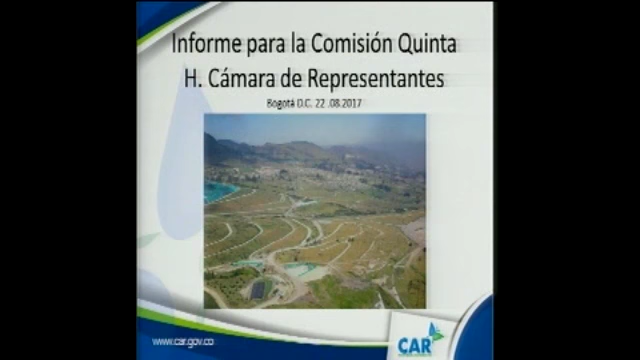 Informe para la Comisión Quinta
H. Cámara de Representantes
Bogotá D.C. 22 .08.2017
www.car.gov.co
CAR